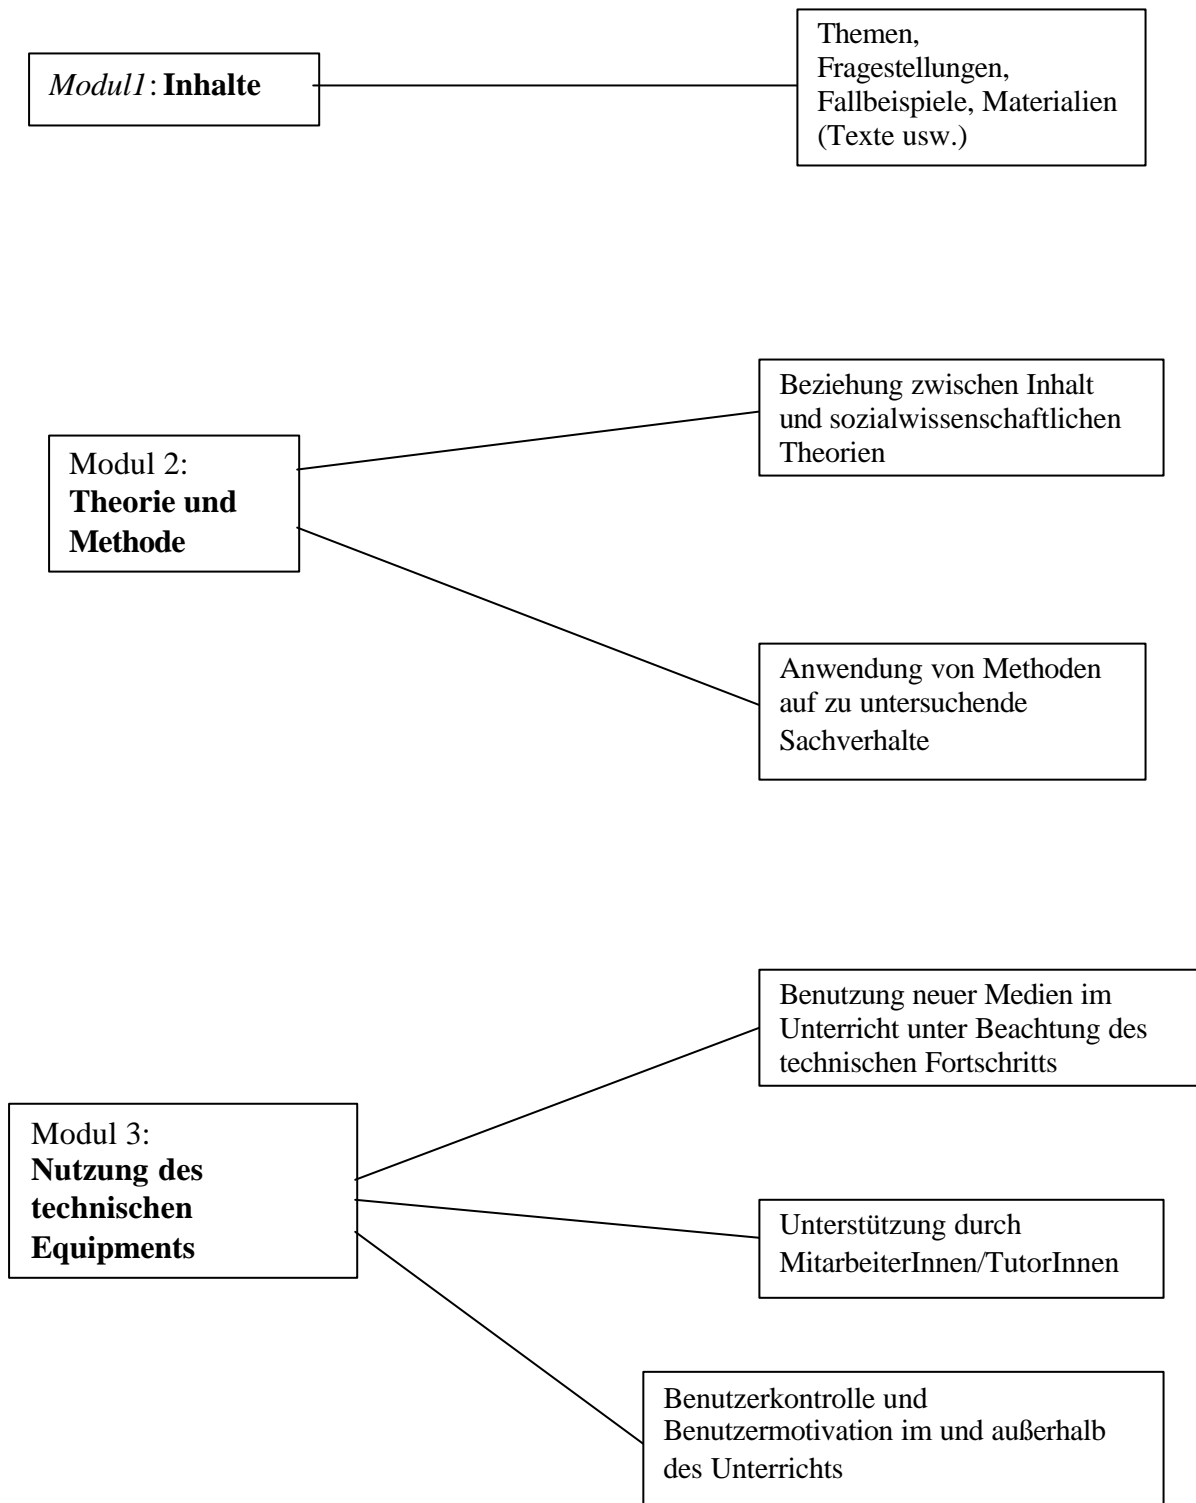 Modul1: Inhalte
Themen,
Fragestellungen,
Fallbeispiele, Materialien
(Texte usw.)
Modul 2:
Theorie und
Methode
Beziehung zwischen Inhalt
und sozialwissenschaftlichen
Theorien
Anwendung von Methoden
auf zu untersuchende
Sachverhalte
Modul 3:
Nutzung des
technischen
Equipments
Benutzung neuer Medien im
Unterricht unter Beachtung des
technischen Fortschritts
Unterstützung durch
MitarbeiterInnen/TutorInnen
Benutzerkontrolle und
Benutzermotivation im und außerhalb
des Unterrichts